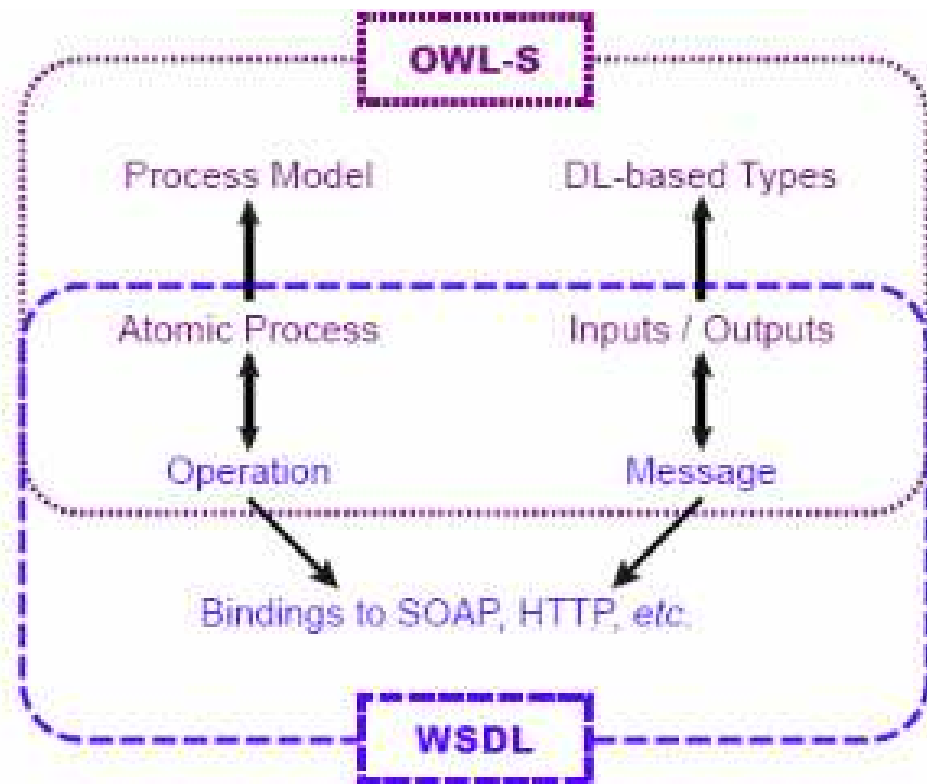 OWL-S
Process Model DL-based Types
Atomic Process Inputs / Outputs
Operation Message
Bindings to SOAP, HTTP, etc.
WSDL